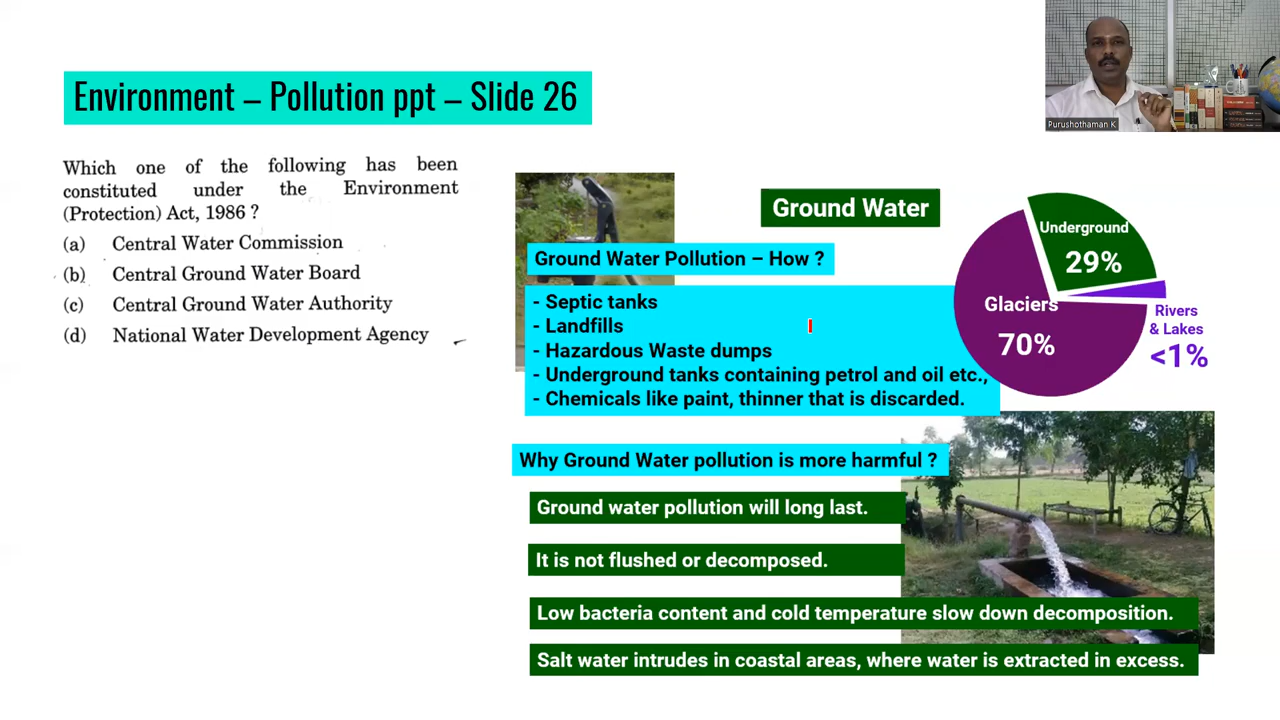 Environment – Pollution ppt – Slide 26
Purushothaman K
Which one of the following has been
constituted under the Environment
(Protection) Act, 1986 ?
(a) Central Water Commission
(b) Central Ground Water Board
(c) Central Ground Water Authority
(d) National Water Development Agency
Ground Water
Ground Water Pollution – How ?
- Septic tanks
- Landfills
- Hazardous Waste dumps
- Underground tanks containing petrol and oil etc.,
- Chemicals like paint, thinner that is discarded.
Underground
29%
Glaciers
70%
Rivers
& Lakes
<1%
Why Ground Water pollution is more harmful ?
Ground water pollution will long last.
It is not flushed or decomposed.
Low bacteria content and cold temperature slow down decomposition.
Salt water intrudes in coastal areas, where water is extracted in excess.